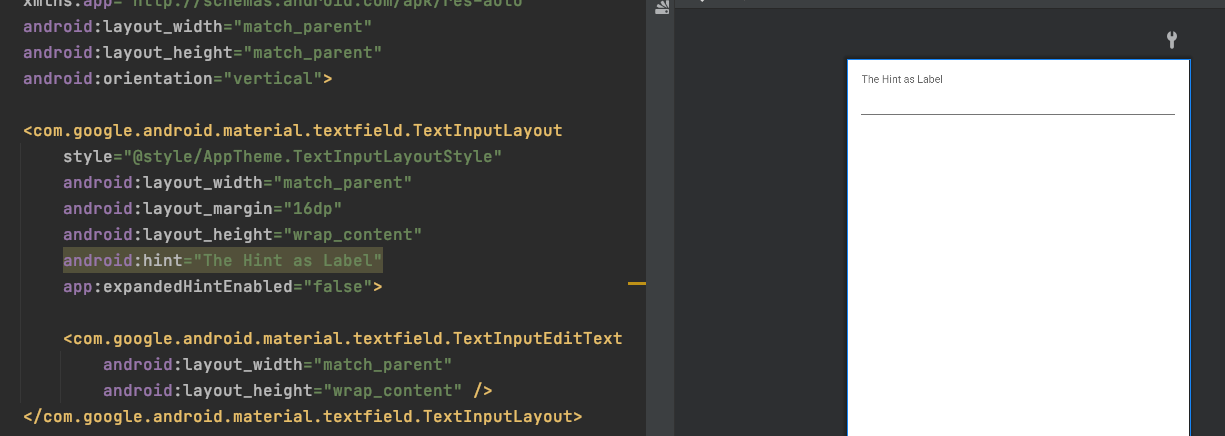 xmlns:app="http://schemas.android.com/apk/res-auto"
android:layout_width="match_parent"
android:layout_height="match_parent"
android:orientation="vertical">
<com.google.android.material.textfield.TextInputLayout
style="@style/AppTheme.TextInputLayoutStyle"
android:layout_width="match_parent"
android:layout_margin="16dp"
android:layout_height="wrap_content"
android:hint="The Hint as Label"
app:expandedHintEnabled="false">
<com.google.android.material.textfield.TextInputEditText
android:layout_width="match_parent"
android:layout_height="wrap_content" />
</com.google.android.material.textfield.TextInputLayout>
The Hint as Label